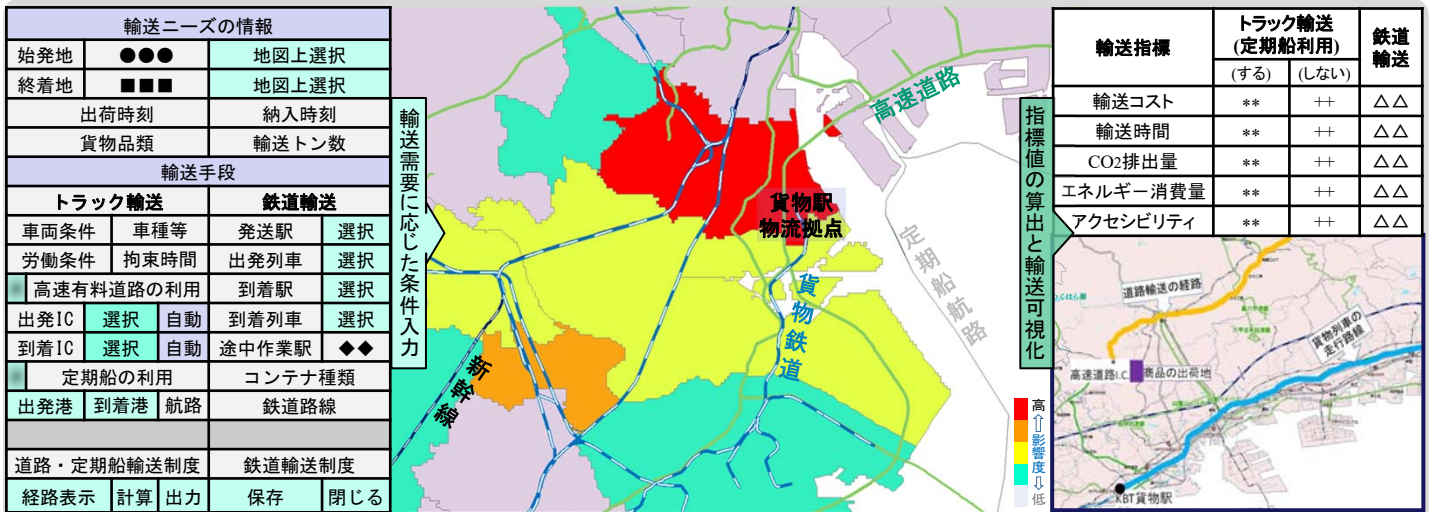 輸送ニーズの情報
始発地 ●●● 地図上選択
終着地 ■■■ 地図上選択
出荷時刻 納入時刻
貨物品類 輸送トン数
輸送手段
トラック輸送 鉄道輸送
車両条件 車種等 発送駅 選択
労働条件 拘束時間 出発列車 選択
高速有料道路の利用 到着駅 選択
出発IC 選択 自動 到着列車 選択
到着IC 選択 自動 途中作業駅 ◆◆
定期船の利用 コンテナ種類
出発港 到着港 航路 鉄道路線
道路・定期船輸送制度 鉄道輸送制度
経路表示 計算 出力 保存 閉じる
輸送需要に応じた条件入力
高速道路
貨物駅
物流拠点
定期船航路
貨物鉄道
新幹線
高
⇧
影響度
⇩
低
指標値の算出と輸送可視化
輸送指標 トラック輸送 (定期船利用) 鉄道輸送
(する) (しない)
輸送コスト ** ++ △△
輸送時間 ** ++ △△
CO2排出量 ** ++ △△
エネルギー消費量 ** ++ △△
アクセシビリティ ** ++ △△
道路輸送の経路
貨物列車の
走行路線
高速道路I.C.
商品の出荷地
KBT貨物駅